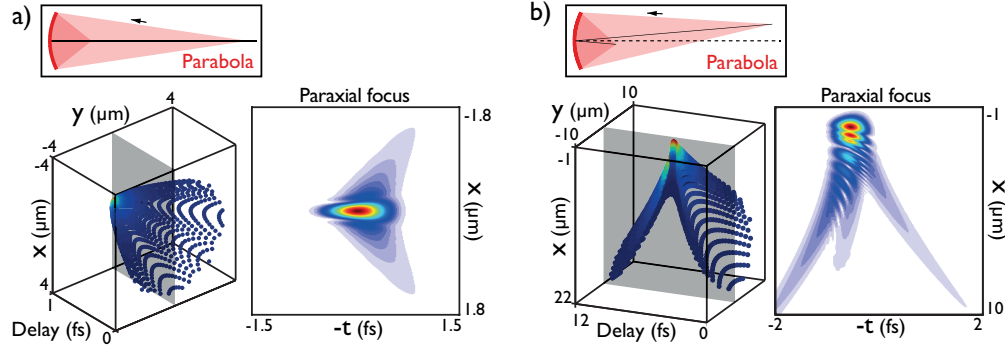 a)
Parabola
y (µm)
4
-4
-4
x (µm)
4
1
Delay (fs)
0
Paraxial focus
-1.8
x (µm)
1.8
-1.5
-t (fs)
1.5
b)
Parabola
y (µm)
10
-10
-1
x (µm)
22
12
Delay (fs)
0
Paraxial focus
-1
x (µm)
10
-2
-t (fs)
2